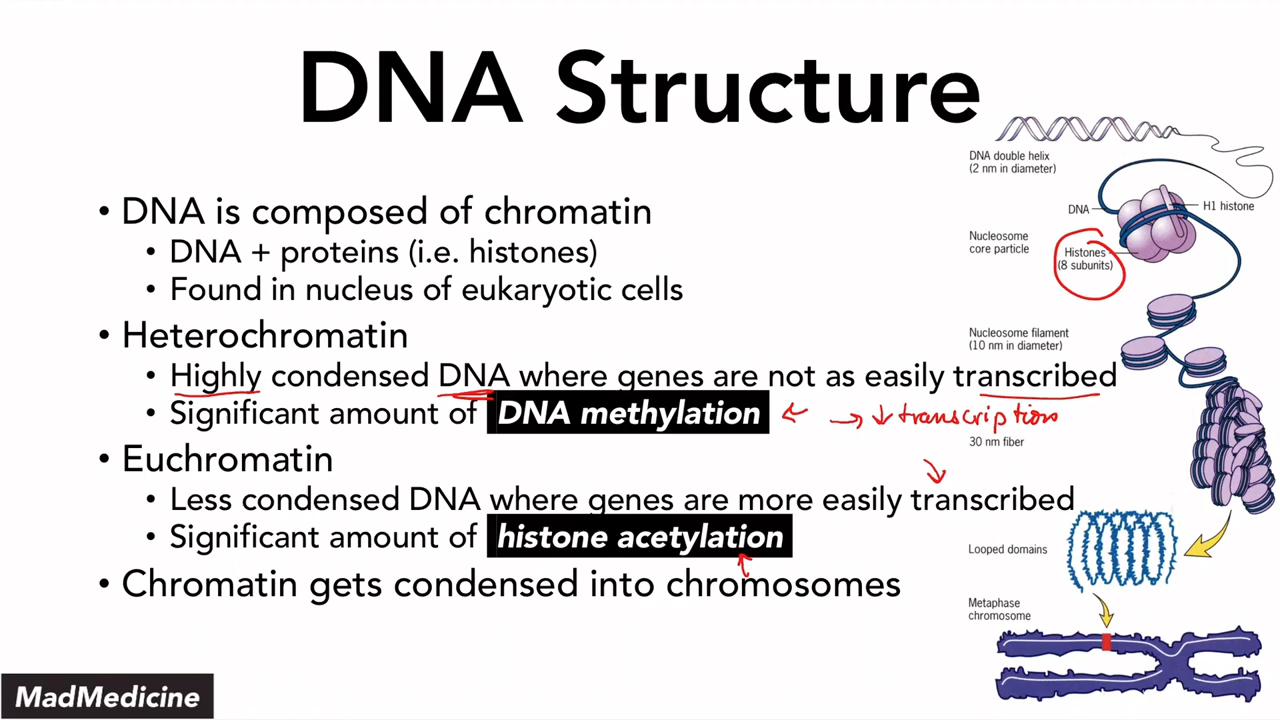 DNA Structure
DNA double helix
(2 nm in diameter)
• DNA is composed of chromatin
DNA
H1 histone
Nucleosome
core particle
• DNA + proteins (i.e. histones)
Histones
(8 subunits)
• Found in nucleus of eukaryotic cells
• Heterochromatin
Nucleosome filament
(10 nm in diameter)
• Highly condensed DNA where genes are not as easily transcribed
• Significant amount of DNA methylation ← → ↓ transcription
30 nm fiber
• Euchromatin
• Less condensed DNA where genes are more easily transcribed
• Significant amount of histone acetylation
Looped domains
• Chromatin gets condensed into chromosomes
Metaphase
chromosome
MadMedicine